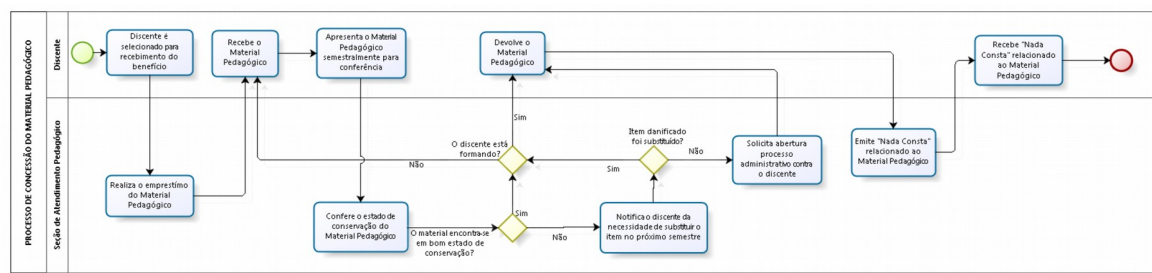 PROCESSO DE CONCESSÃO DO MATERIAL PEDAGÓGICO
Discente
Discente é
selecionado para
recebimento do
benefício
Recebe o
Material
Pedagógico
Apresenta o Material
Pedagógico
semestralmente para
conferência
Devolve o
Material
Pedagógico
Recebe "Nada
Consta" relacionado
ao Material
Pedagógico
Seção de Atendimento Pedagógico
Realiza o emprestímo
do Material
Pedagógico
Confere o estado de
conservação do
Material Pedagógico
O material encontra-se
em bom estado de
conservação?
Sim
Não
O discente está
formando?
Sim
Não
Notifica o discente da
necessidade de substituir o
item no próximo semestre
Item danificado
foi substituído?
Sim
Não
Solicita abertura
processo
administrativo contra
o discente
Emite "Nada Consta"
relacionado ao
Material Pedagógico